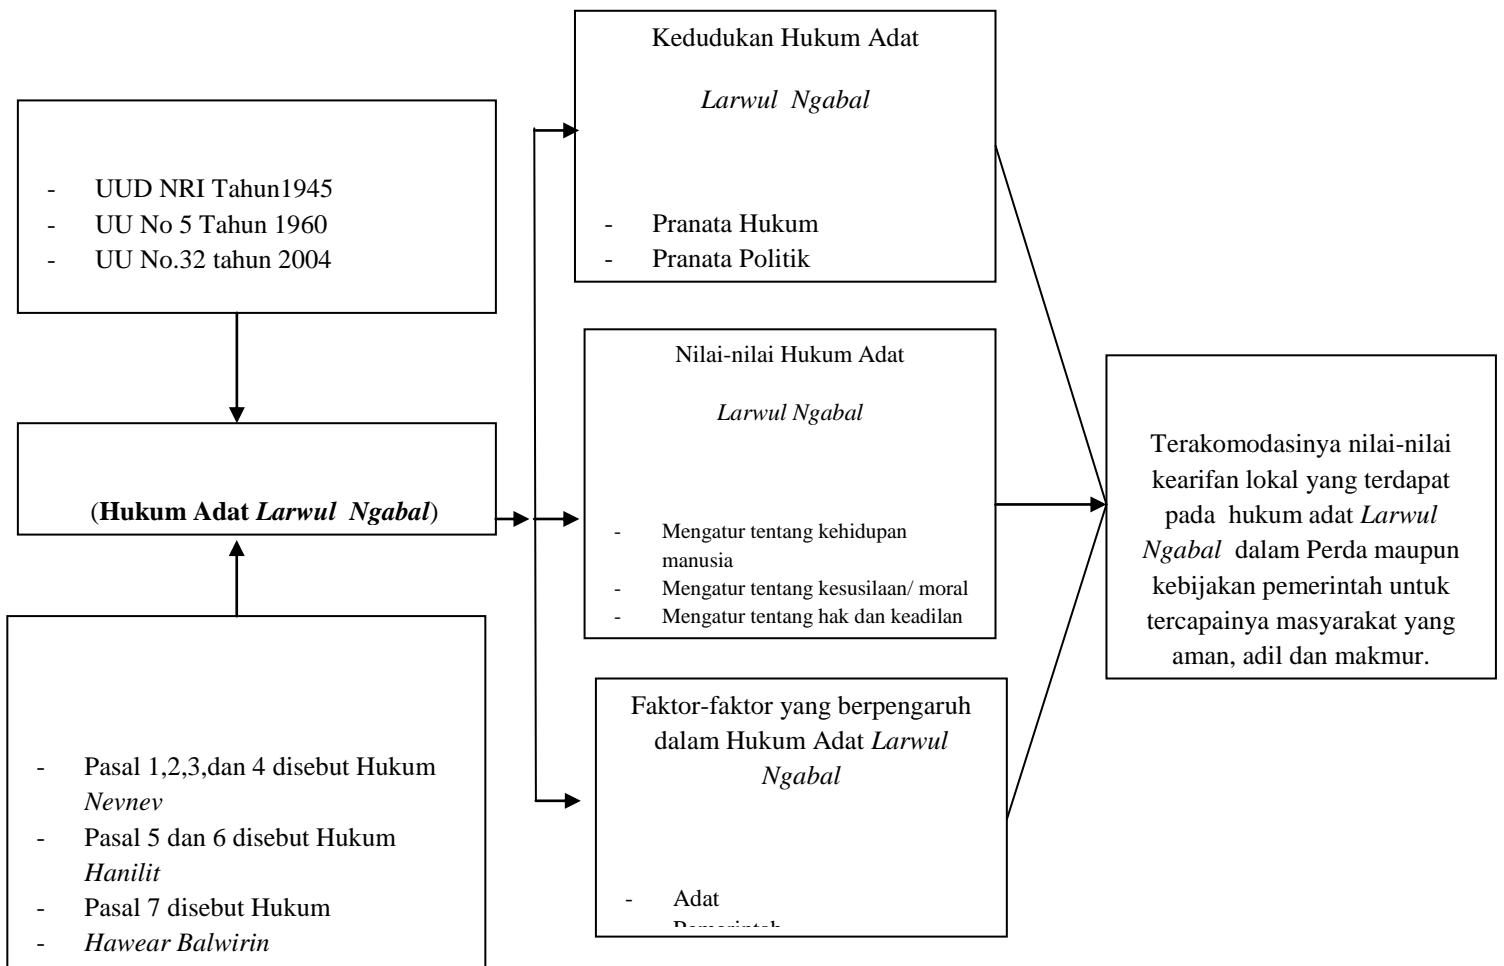 - UUD NRI Tahun1945
- UU No 5 Tahun 1960
- UU No.32 tahun 2004
(Hukum Adat Larwul Ngabal)
- Pasal 1,2,3,dan 4 disebut Hukum
Nevnev
- Pasal 5 dan 6 disebut Hukum
Hanilit
- Pasal 7 disebut Hukum
- Hawear Balwirin
Kedudukan Hukum Adat
Larwul Ngabal
- Pranata Hukum
- Pranata Politik
Nilai-nilai Hukum Adat
Larwul Ngabal
- Mengatur tentang kehidupan
manusia
- Mengatur tentang kesusilaan/ moral
- Mengatur tentang hak dan keadilan
Faktor-faktor yang berpengaruh
dalam Hukum Adat Larwul
Ngabal
- Adat
Terakomodasinya nilai-nilai
kearifan lokal yang terdapat
pada hukum adat Larwul
Ngabal dalam Perda maupun
kebijakan pemerintah untuk
tercapainya masyarakat yang
aman, adil dan makmur.